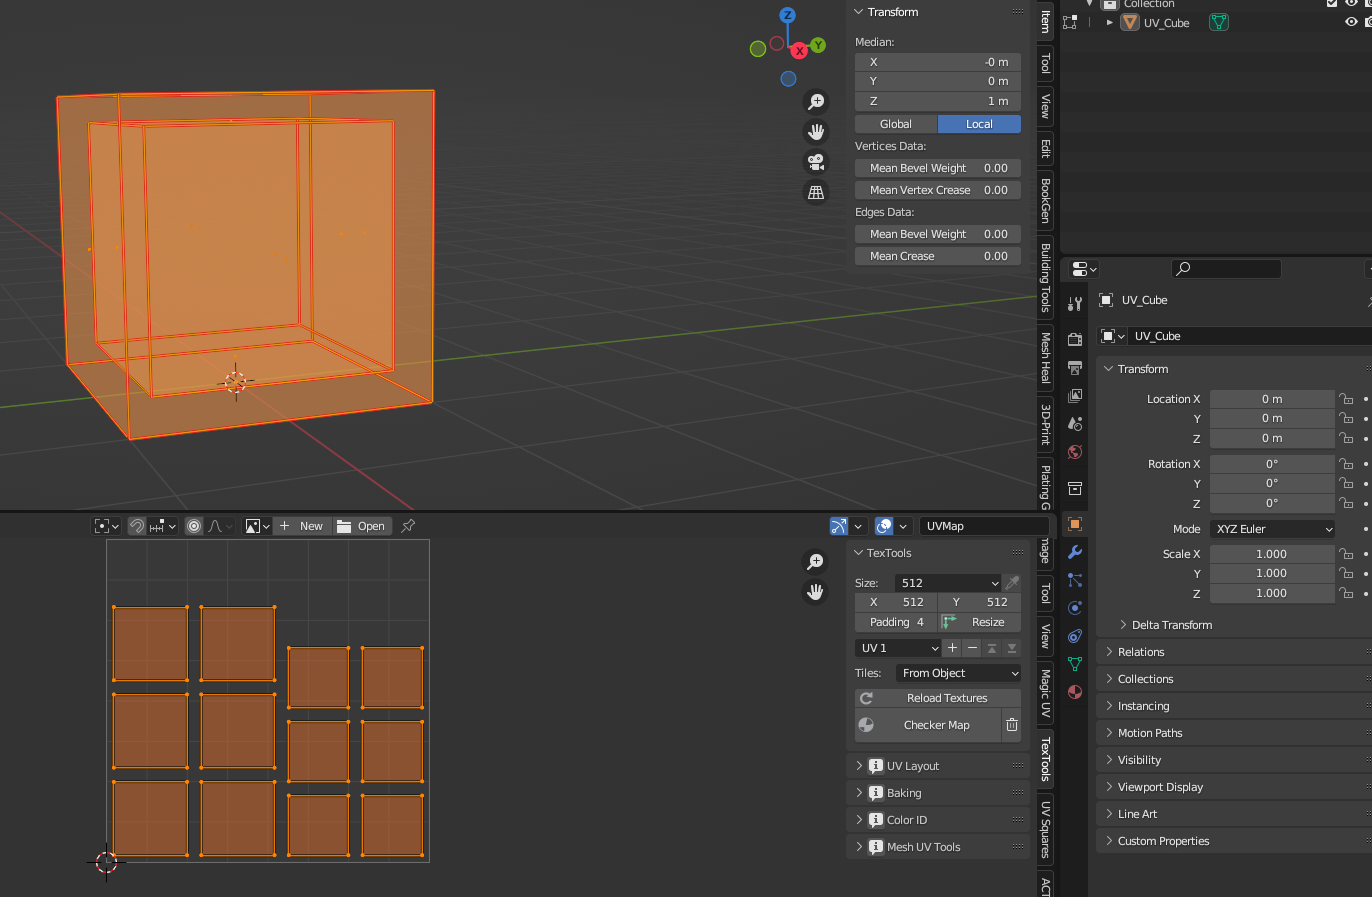 Collection
UV_Cube
Z
Y
X
Transform
Median:
X -0 m
Y 0 m
Z 1 m
Global Local
Vertices Data:
Mean Bevel Weight 0.00
Mean Vertex Crease 0.00
Edges Data:
Mean Bevel Weight 0.00
Mean Crease 0.00
Item
Tool
View
Edit
BookGen
Building Tools
Mesh Heal
3D-Print
Plating G
UV_Cube
UV_Cube
Transform
Location X 0 m
Y 0 m
Z 0 m
Rotation X 0°
Y 0°
Z 0°
Mode XYZ Euler
Scale X 1.000
Y 1.000
Z 1.000
Delta Transform
Relations
Collections
Instancing
Motion Paths
Visibility
Viewport Display
Line Art
Custom Properties
New Open UVMap
TexTools
Size: 512
X 512 Y 512
Padding 4 Resize
UV 1
Tiles: From Object
Reload Textures
Checker Map
UV Layout
Baking
Color ID
Mesh UV Tools
mage
Tool
View
Magic UV
TexTools
UV Squares
ACT